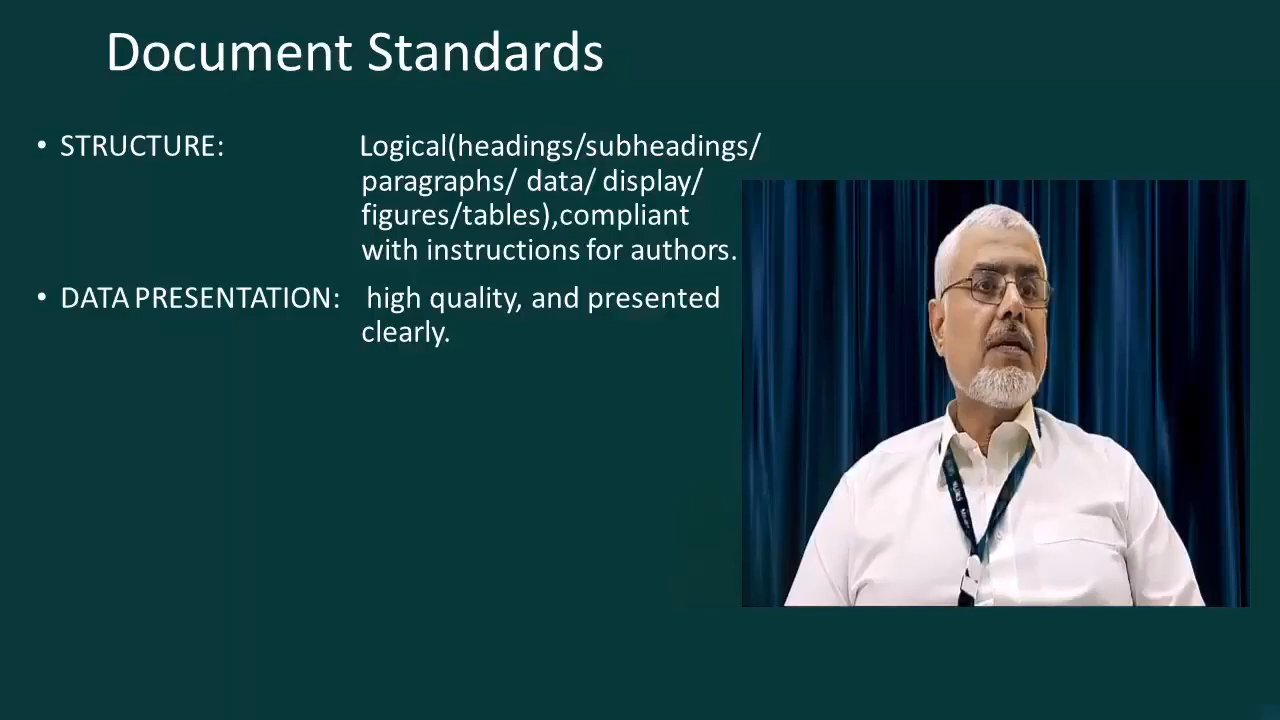 Document Standards
• STRUCTURE: Logical(headings/subheadings/
paragraphs/ data/ display/
figures/tables),compliant
with instructions for authors.
• DATA PRESENTATION: high quality, and presented
clearly.